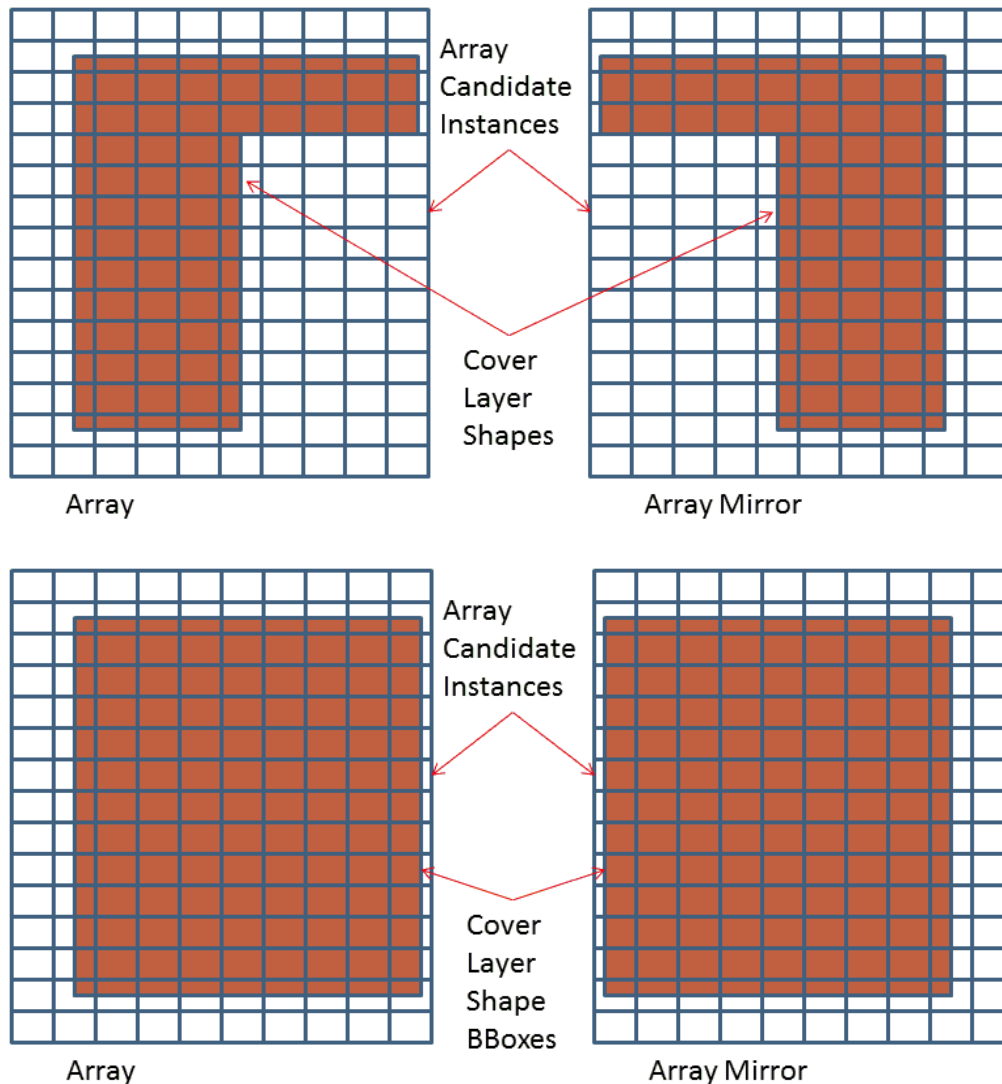 Array
Candidate
Instances
Cover
Layer
Shapes
Array
Array Mirror
Array
Candidate
Instances
Cover
Layer
Shape
BBoxes
Array
Array Mirror